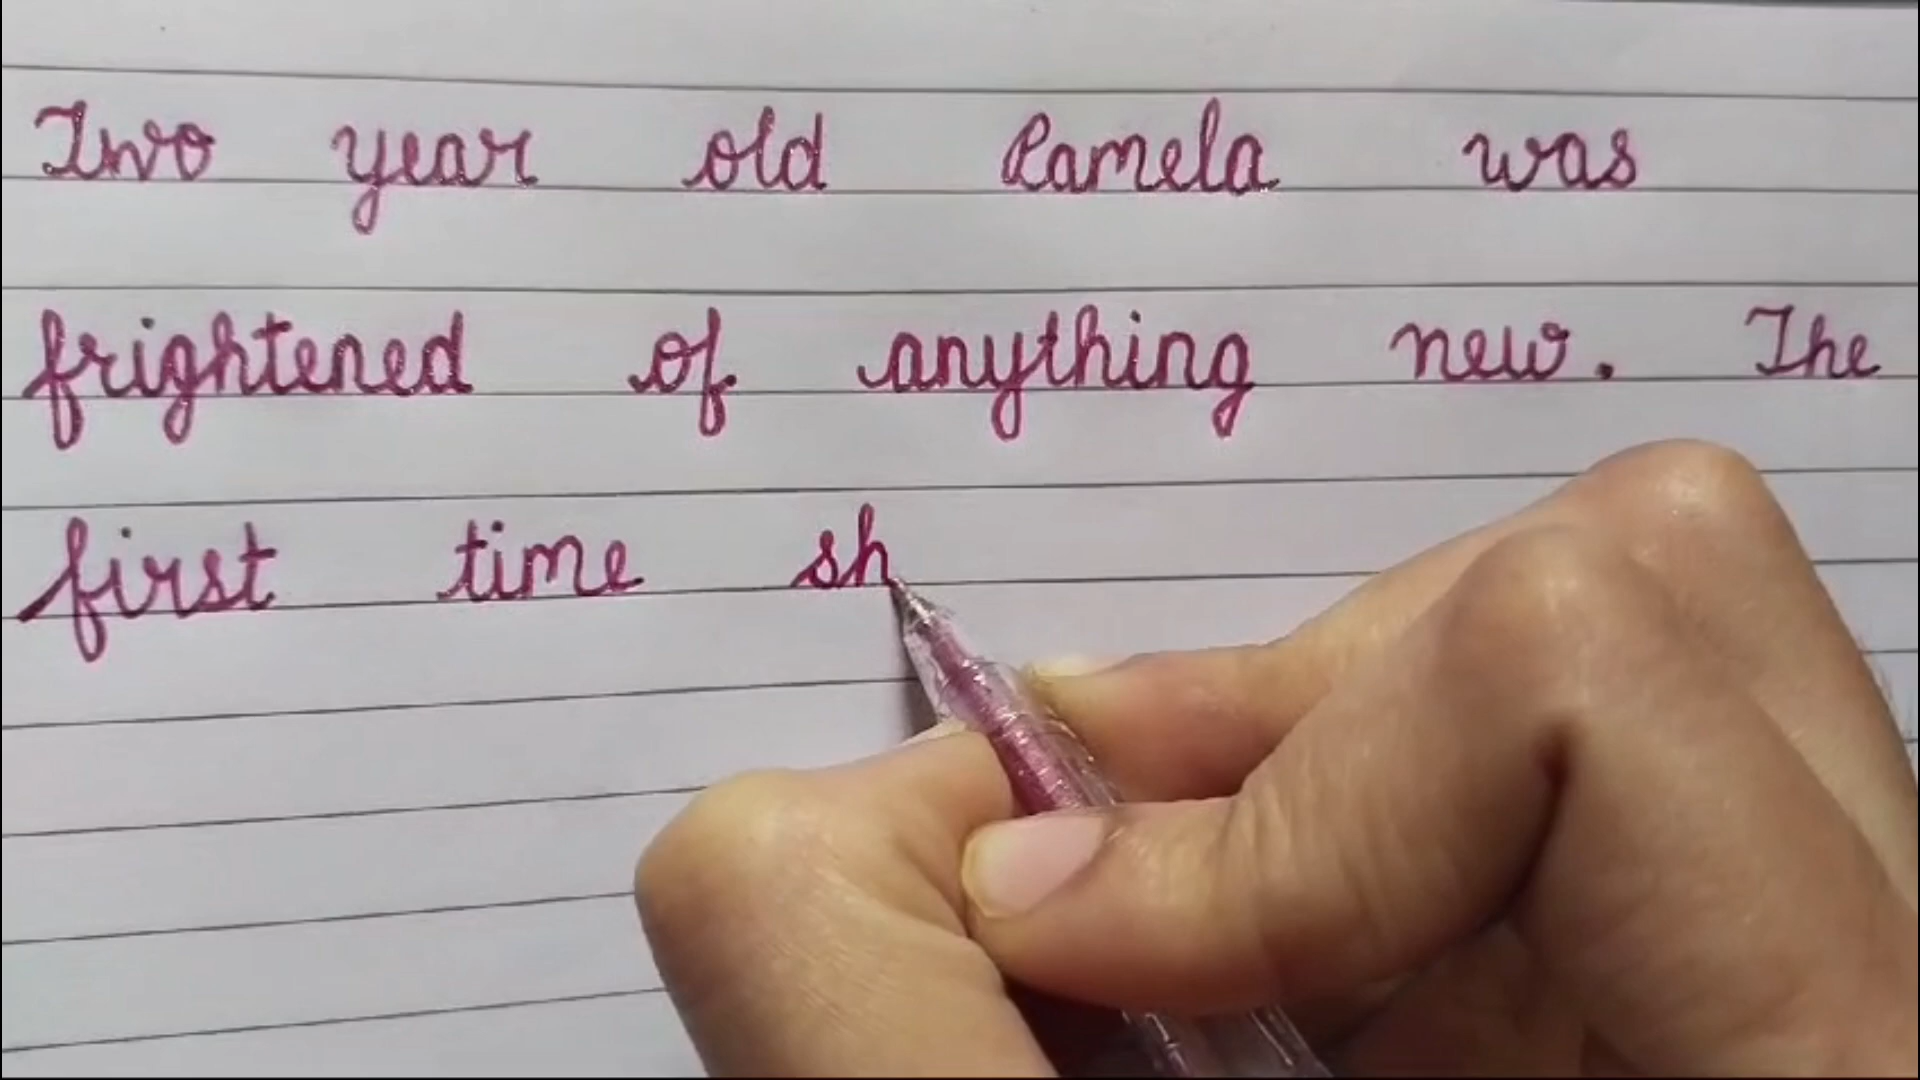 Two year old Pamela was
frightened of anything new. The
first time sh